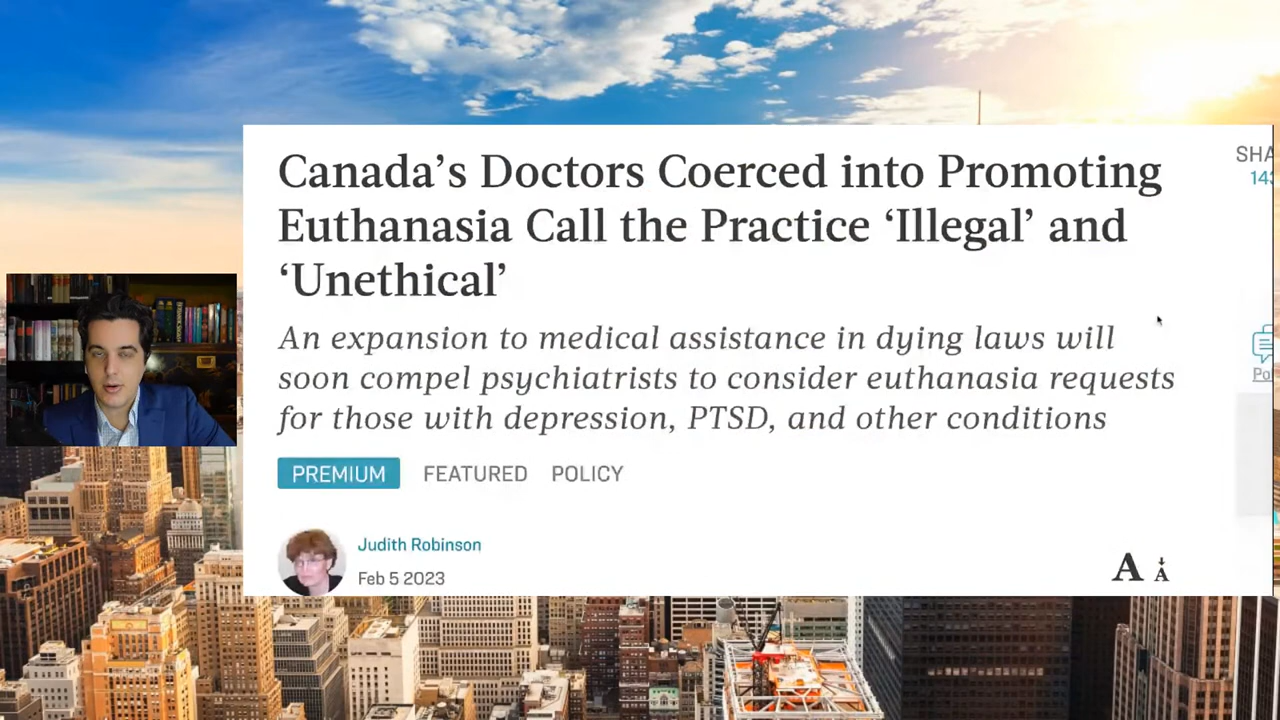 Canada’s Doctors Coerced into Promoting
Euthanasia Call the Practice ‘Illegal’ and
‘Unethical’
An expansion to medical assistance in dying laws will
soon compel psychiatrists to consider euthanasia requests
for those with depression, PTSD, and other conditions
PREMIUM FEATURED POLICY
Judith Robinson
Feb 5 2023
A A